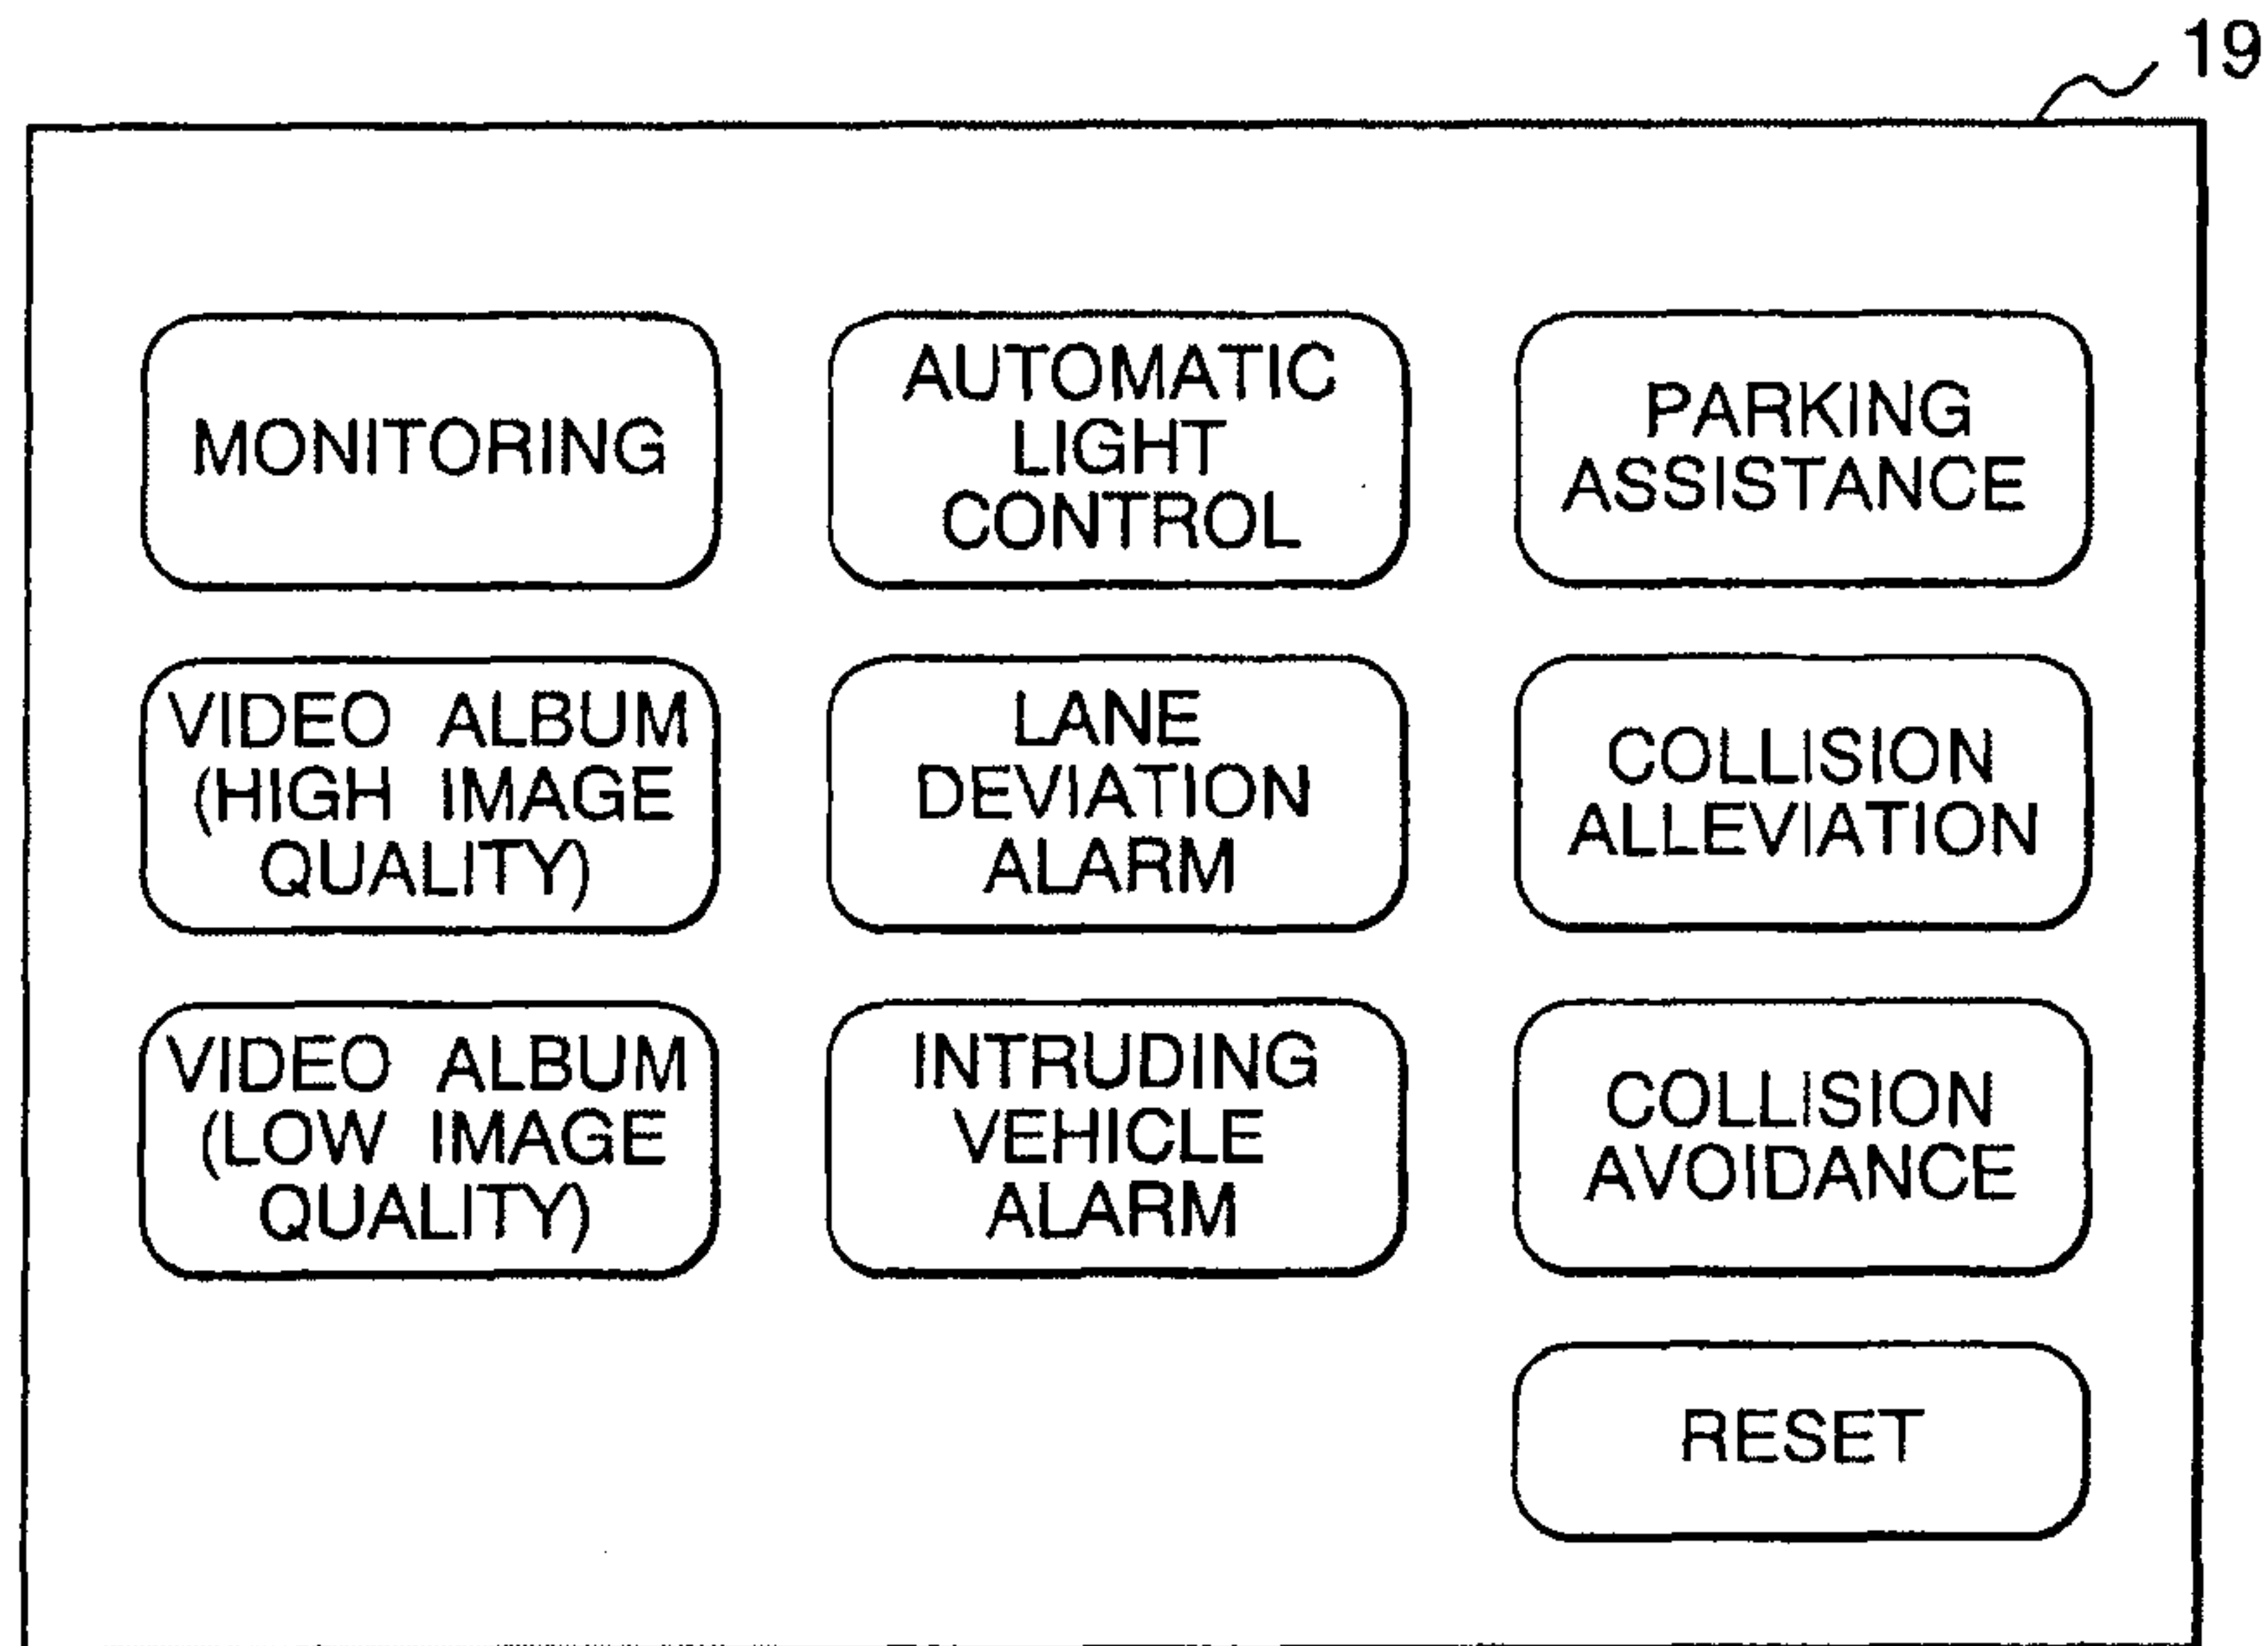 19
MONITORING
AUTOMATIC
LIGHT
CONTROL
PARKING
ASSISTANCE
VIDEO ALBUM
(HIGH IMAGE
QUALITY)
LANE
DEVIATION
ALARM
COLLISION
ALLEVIATION
VIDEO ALBUM
(LOW IMAGE
QUALITY)
INTRUDING
VEHICLE
ALARM
COLLISION
AVOIDANCE
RESET